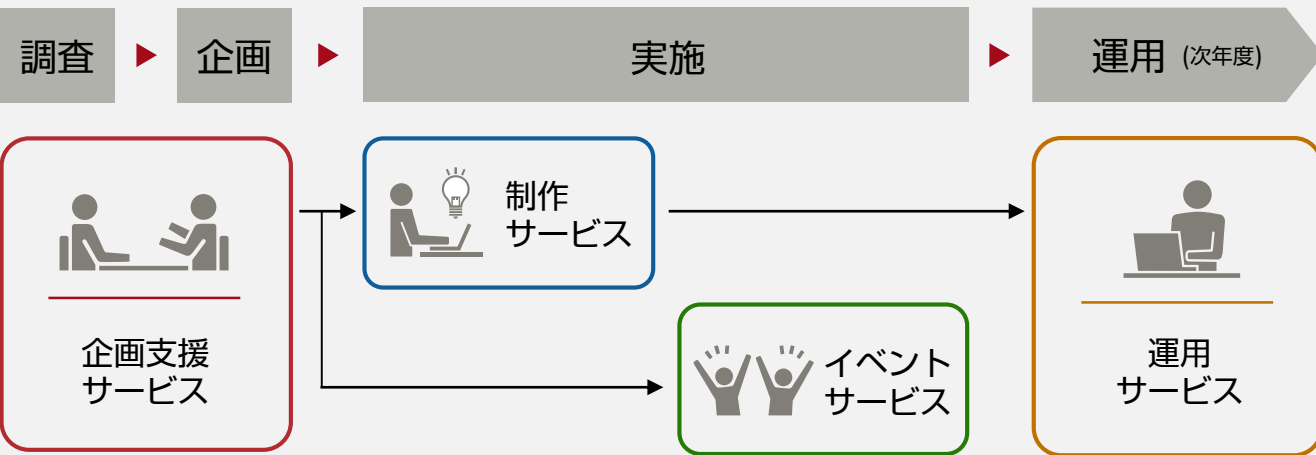 調査
企画
実施
運用 (次年度)
企画支援
サービス
制作
サービス
イベント
サービス
運用
サービス